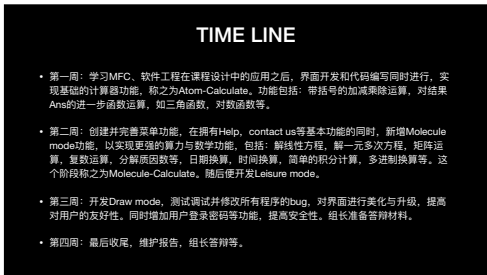 TIME LINE
• 第一周：学习MFC、软件工程在课程设计中的应用之后，界面开发和代码编写同时进行，实
现基础的计算器功能，称之为Atom-Calculate。功能包括：带括号的加减乘除运算，对结果
Ans的进一步函数运算，如三角函数，对数函数等。
• 第二周：创建并完善菜单功能，在拥有Help，contact us等基本功能的同时，新增Molecule
mode功能，以实现更强的算力与数学功能，包括：解线性方程，解一元多次方程，矩阵运
算，复数运算，分解质因数等，日期换算，时间换算，简单的积分计算，多进制换算等。这
个阶段称之为Molecule-Calculate。随后便开发Leisure mode。
• 第三周：开发Draw mode，测试调试并修改所有程序的bug，对界面进行美化与升级，提高
对用户的友好性。同时增加用户登录密码等功能，提高安全性。组长准备答辩材料。
• 第四周：最后收尾，维护报告，组长答辩等。